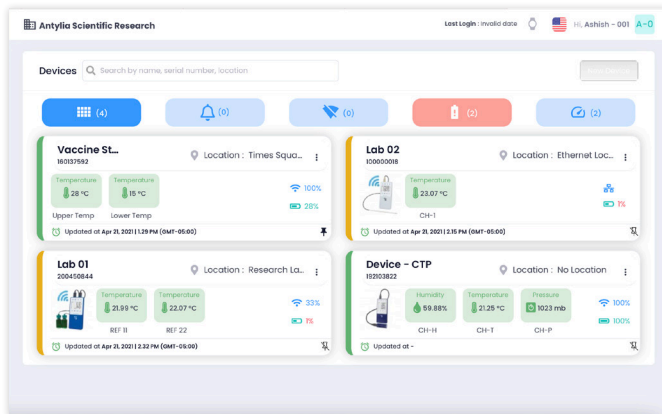 Antylia Scientific Research
Last Login : invalid date
Hi, Ashish - 001
A-0
Devices
Search by name, serial number, location
(4)
(0)
(0)
(2)
(2)
Vaccine St...
160137592
Location : Times Squa...
Temperature
28 °C
Upper Temp
Temperature
15 °C
Lower Temp
100%
28%
Updated at Apr 21, 2021 | 1:29 PM (GMT-05:00)
Lab 02
100000018
Location : Ethernet Loc...
Temperature
23.07 °C
CH-1
1%
Updated at Apr 21, 2021 | 2:15 PM (GMT-05:00)
Lab 01
200450844
Location : Research La...
Temperature
21.99 °C
REF 11
Temperature
22.07 °C
REF 22
33%
1%
Updated at Apr 21, 2021 | 2:32 PM (GMT-05:00)
Device - CTP
192103822
Location : No Location
Humidity
59.88%
CH-H
Temperature
21.25 °C
CH-T
Pressure
1023 mb
CH-P
100%
100%
Updated at -